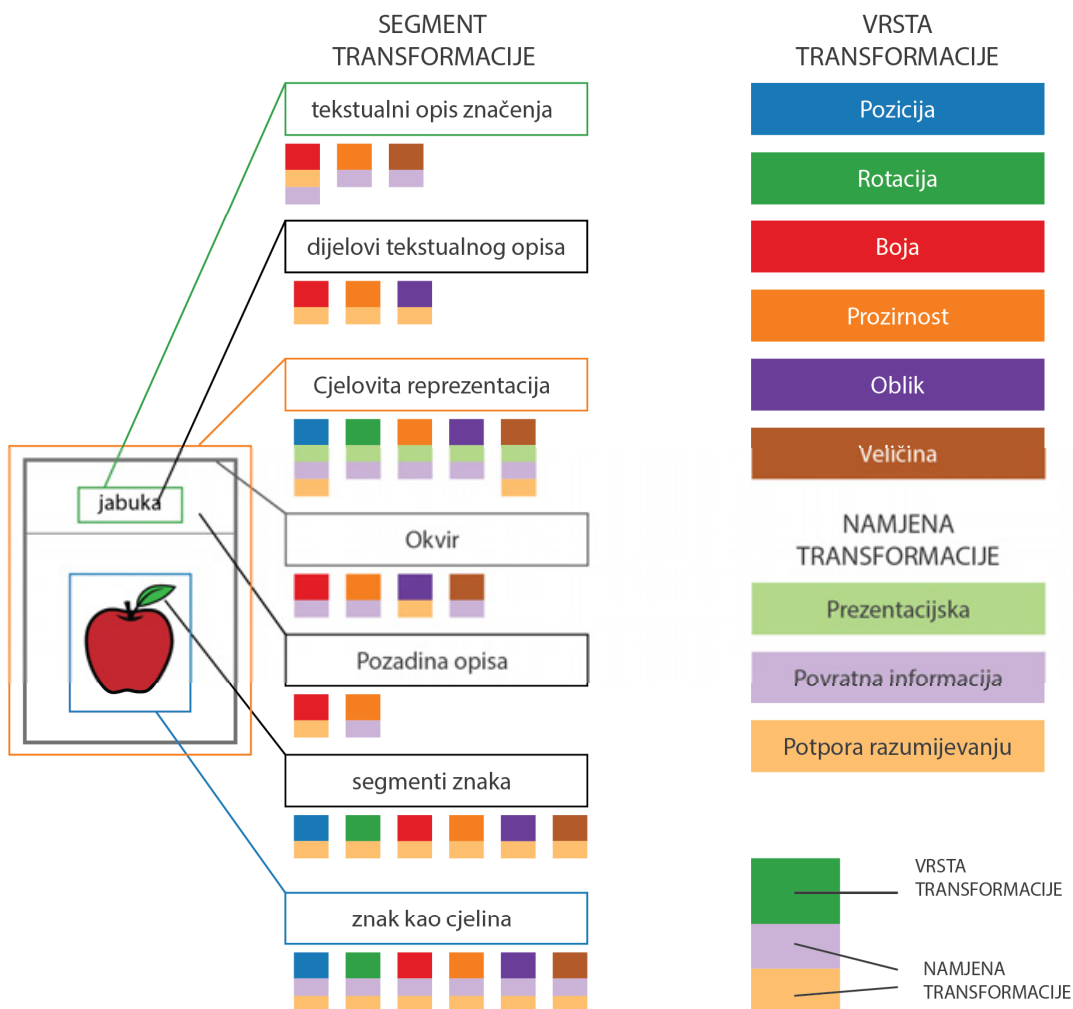 SEGMENT
TRANSFORMACIJE
tekstualni opis značenja
dijelovi tekstualnog opisa
Cjelovita reprezentacija
jabuka
Okvir
Pozadina opisa
segmenti znaka
znak kao cjelina
VRSTA
TRANSFORMACIJE
Pozicija
Rotacija
Boja
Prozirnost
Oblik
Veličina
NAMJENA
TRANSFORMACIJE
Prezentacijska
Povratna informacija
Potpora razumijevanju
VRSTA
TRANSFORMACIJE
NAMJENA
TRANSFORMACIJE